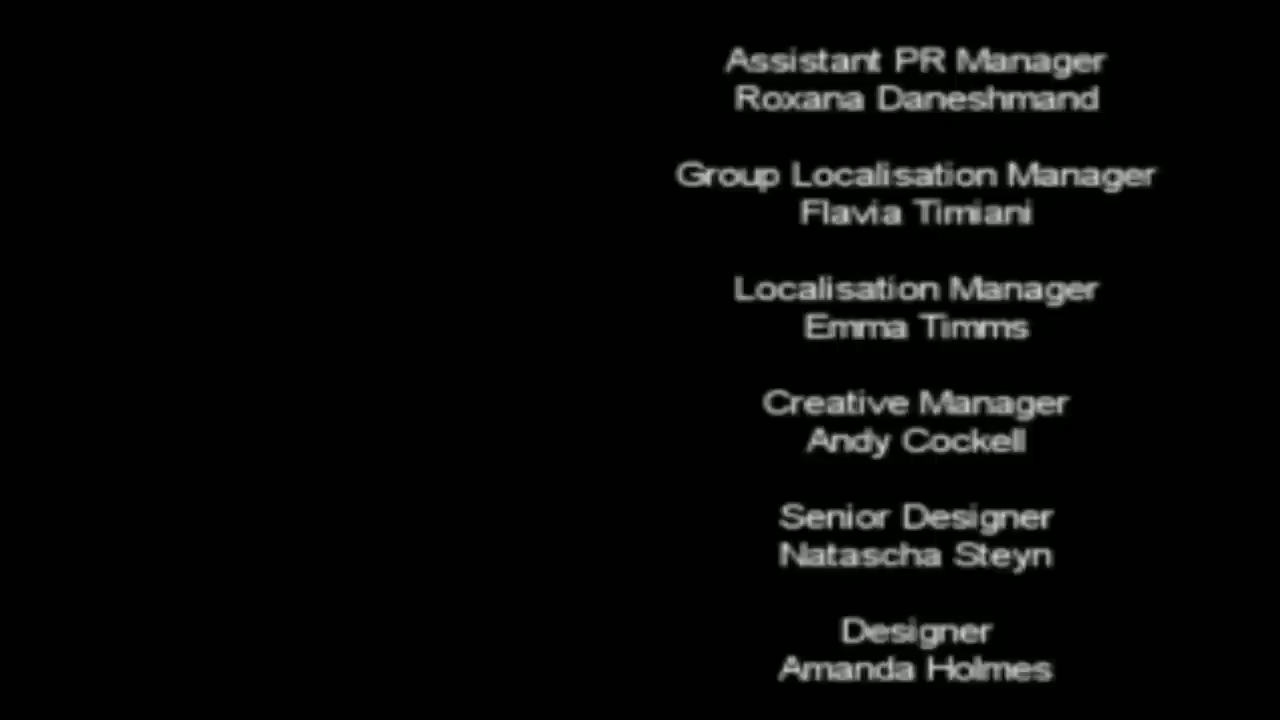 Assistant PR Manager
Roxana Daneshmand
Group Localisation Manager
Flavia Timiani
Localisation Manager
Emma Timms
Creative Manager
Andy Cockell
Senior Designer
Natascha Steyn
Designer
Amanda Holmes